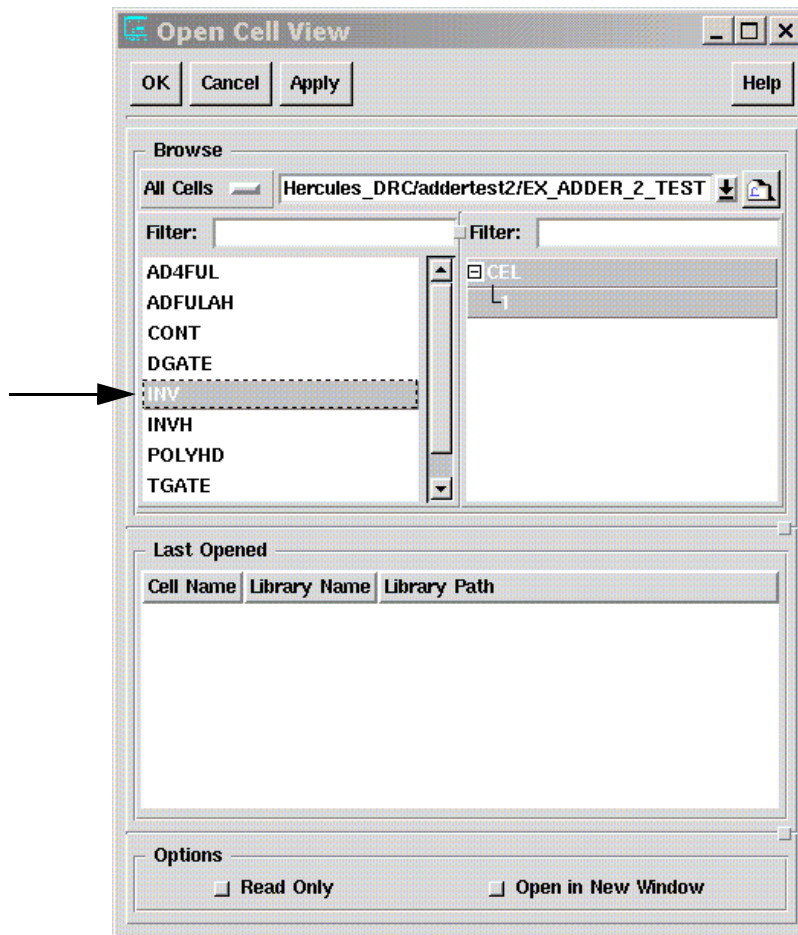 Open Cell View
OK Cancel Apply Help
Browse
All Cells Hercules_DRC/addertest2/EX_ADDER_2_TEST
Filter: Filter:
AD4FUL
ADFULAH
CONT
DGATE
INV
INVH
POLYHD
TGATE
CEL
1
Last Opened
Cell Name Library Name Library Path
Options
Read Only Open in New Window